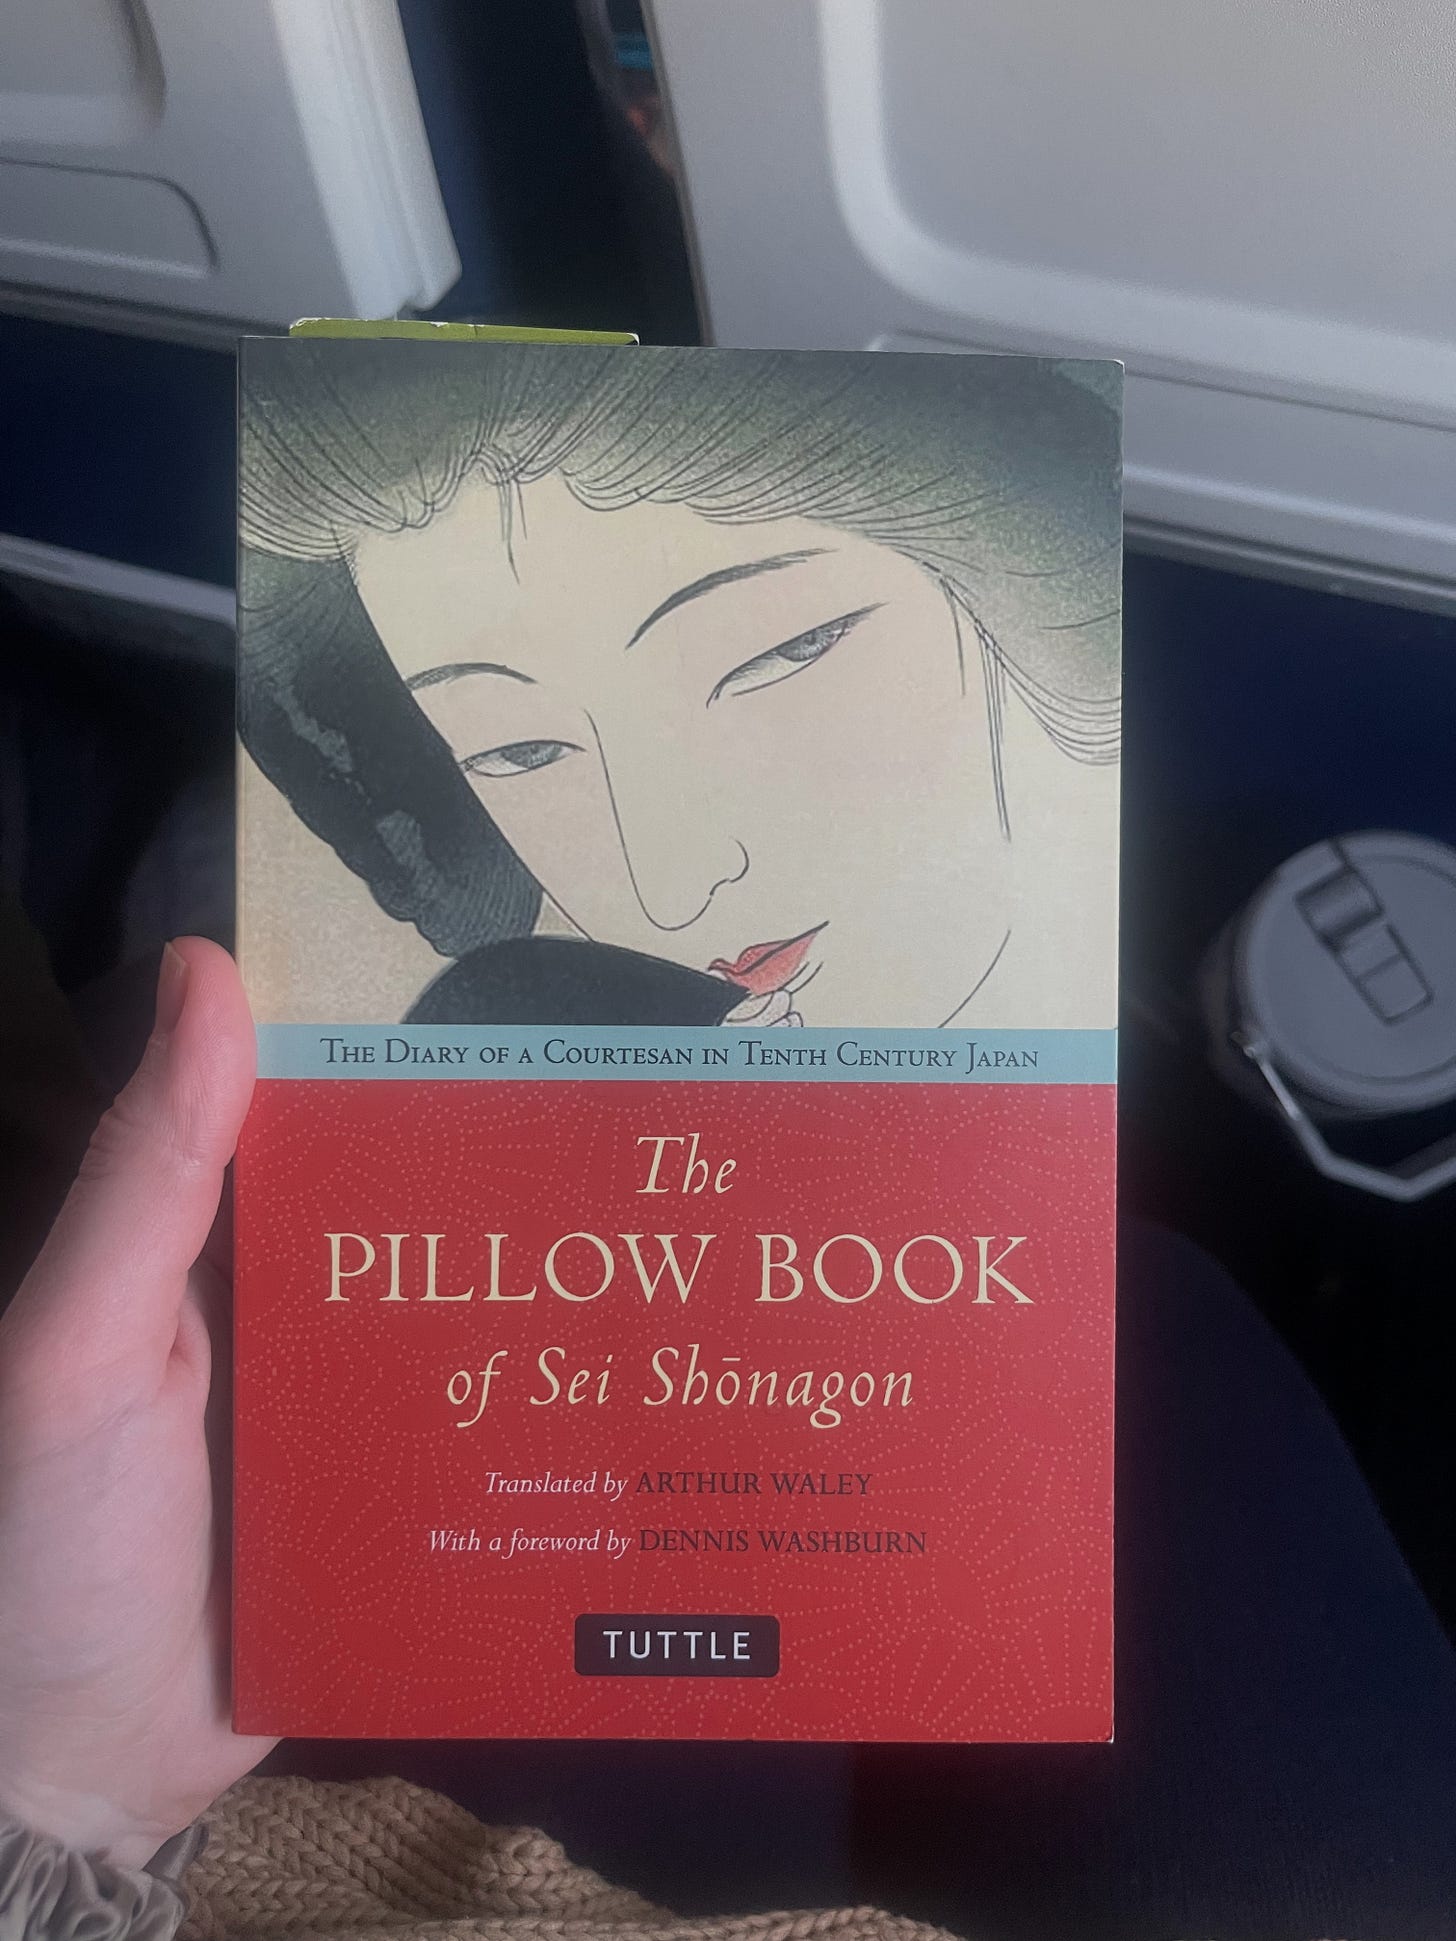 The Diary of a Courtesan in Tenth Century Japan
The
PILLOW BOOK
of Sei Shōnagon
Translated by ARTHUR WALEY
With a foreword by DENNIS WASHBURN
TUTTLE